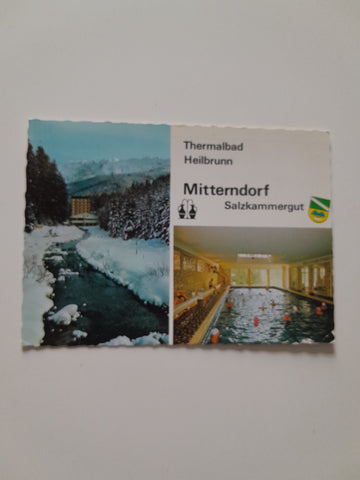 Thermalbad
Heilbrunn
Mitterndorf
Salzkammergut